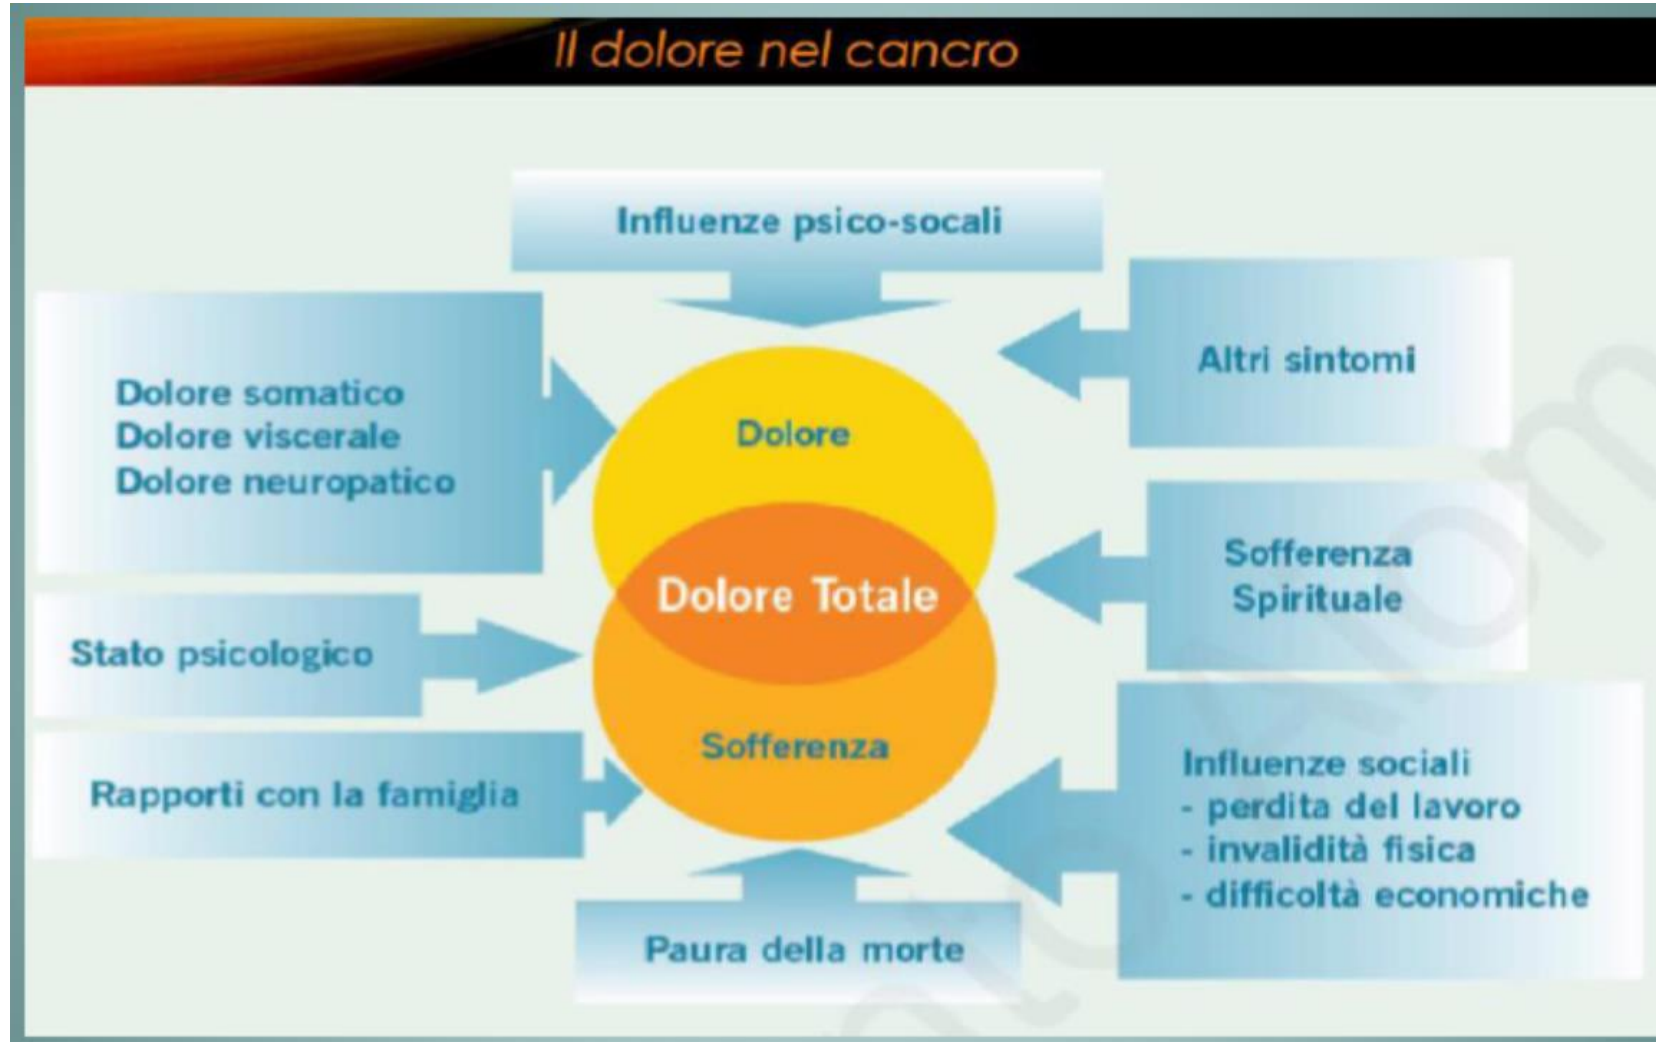 Il dolore nel cancro
Influenze psico-socali
Dolore somatico
Dolore viscerale
Dolore neuropatico
Altri sintomi
Dolore
Sofferenza
Spirituale
Dolore Totale
Stato psicologico
Sofferenza
Rapporti con la famiglia
Influenze sociali
- perdita del lavoro
- invalidità fisica
- difficoltà economiche
Paura della morte